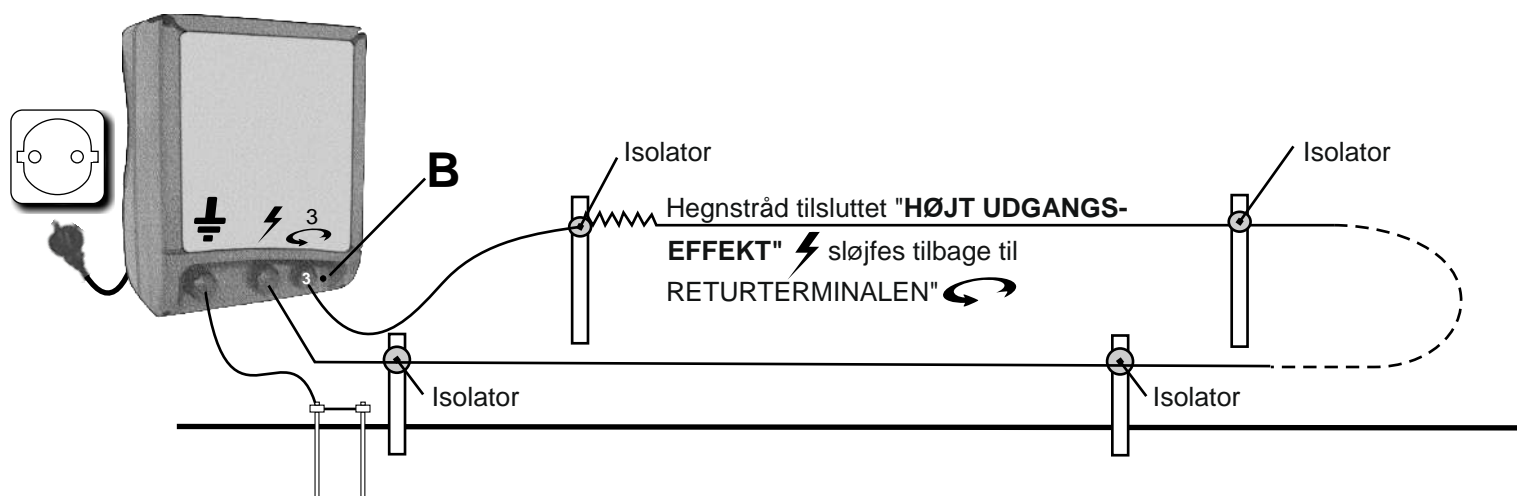 3
3
B
Isolator
Isolator
Hegnstråd tilsluttet "HØJT UDGANGS-
EFFEKT" sløjfes tilbage til
RETURTERMINALEN"
Isolator
Isolator